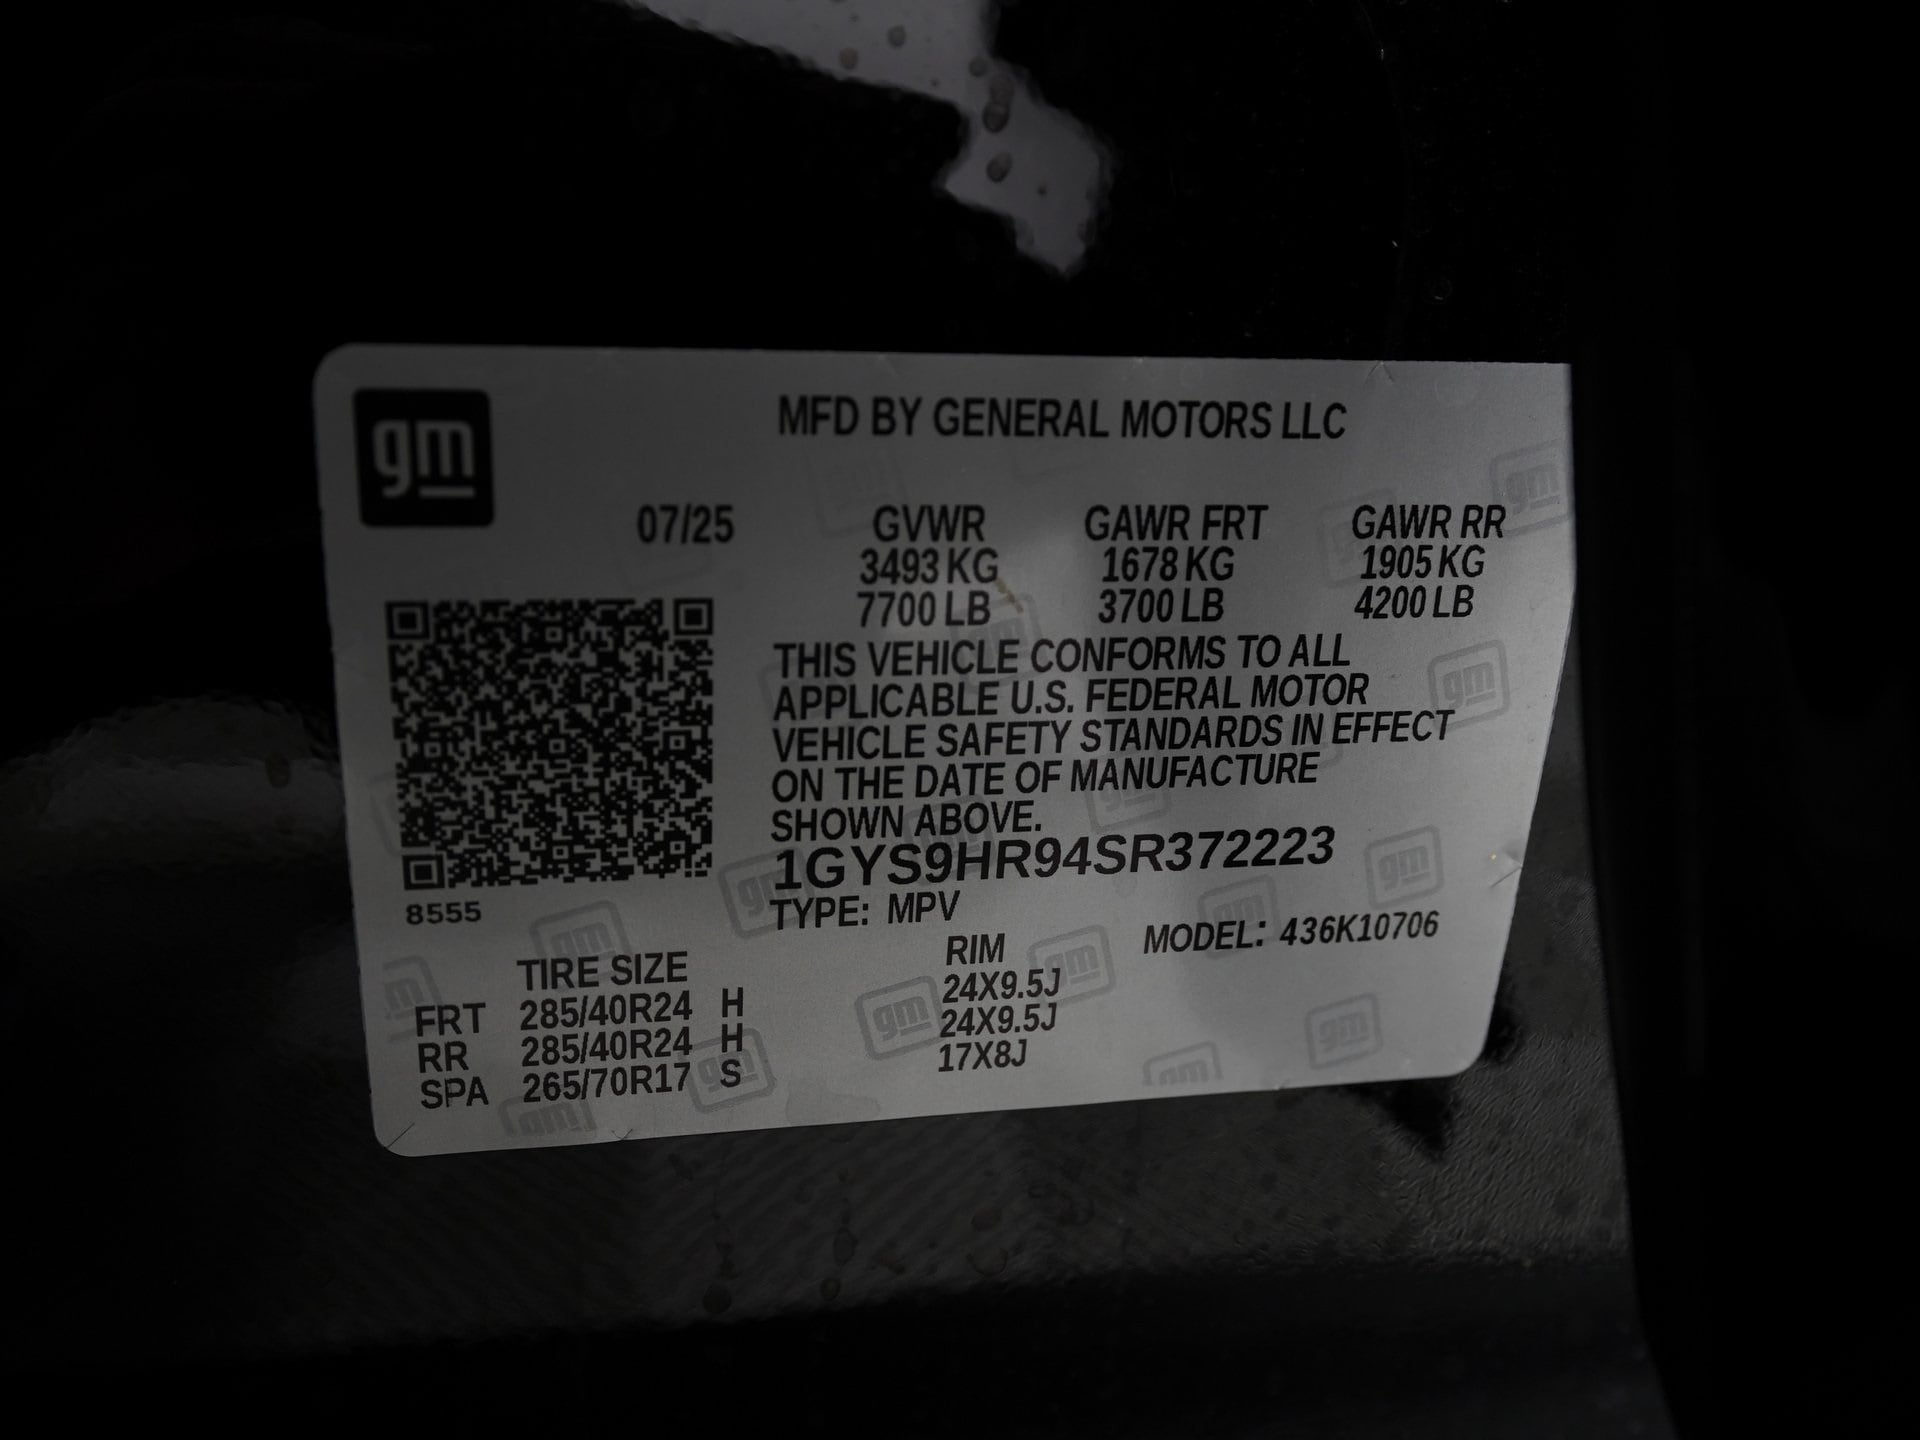 gm
MFD BY GENERAL MOTORS LLC
07/25 GVWR GAWR FRT GAWR RR
3493 KG 1678 KG 1905 KG
7700 LB 3700 LB 4200 LB
THIS VEHICLE CONFORMS TO ALL
APPLICABLE U.S. FEDERAL MOTOR
VEHICLE SAFETY STANDARDS IN EFFECT
ON THE DATE OF MANUFACTURE
SHOWN ABOVE.
1GYS9HR94SR372223
8555
TYPE: MPV
MODEL: 436K10706
TIRE SIZE RIM
FRT 285/40R24 H 24X9.5J
RR 285/40R24 H 24X9.5J
SPA 265/70R17 S 17X8J